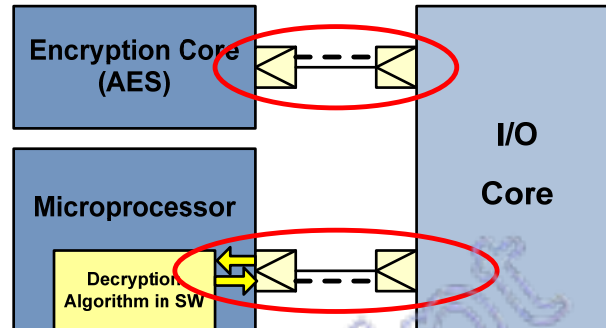 Encryption Core
(AES)
I/O
Core
Microprocessor
Decryption
Algorithm in SW